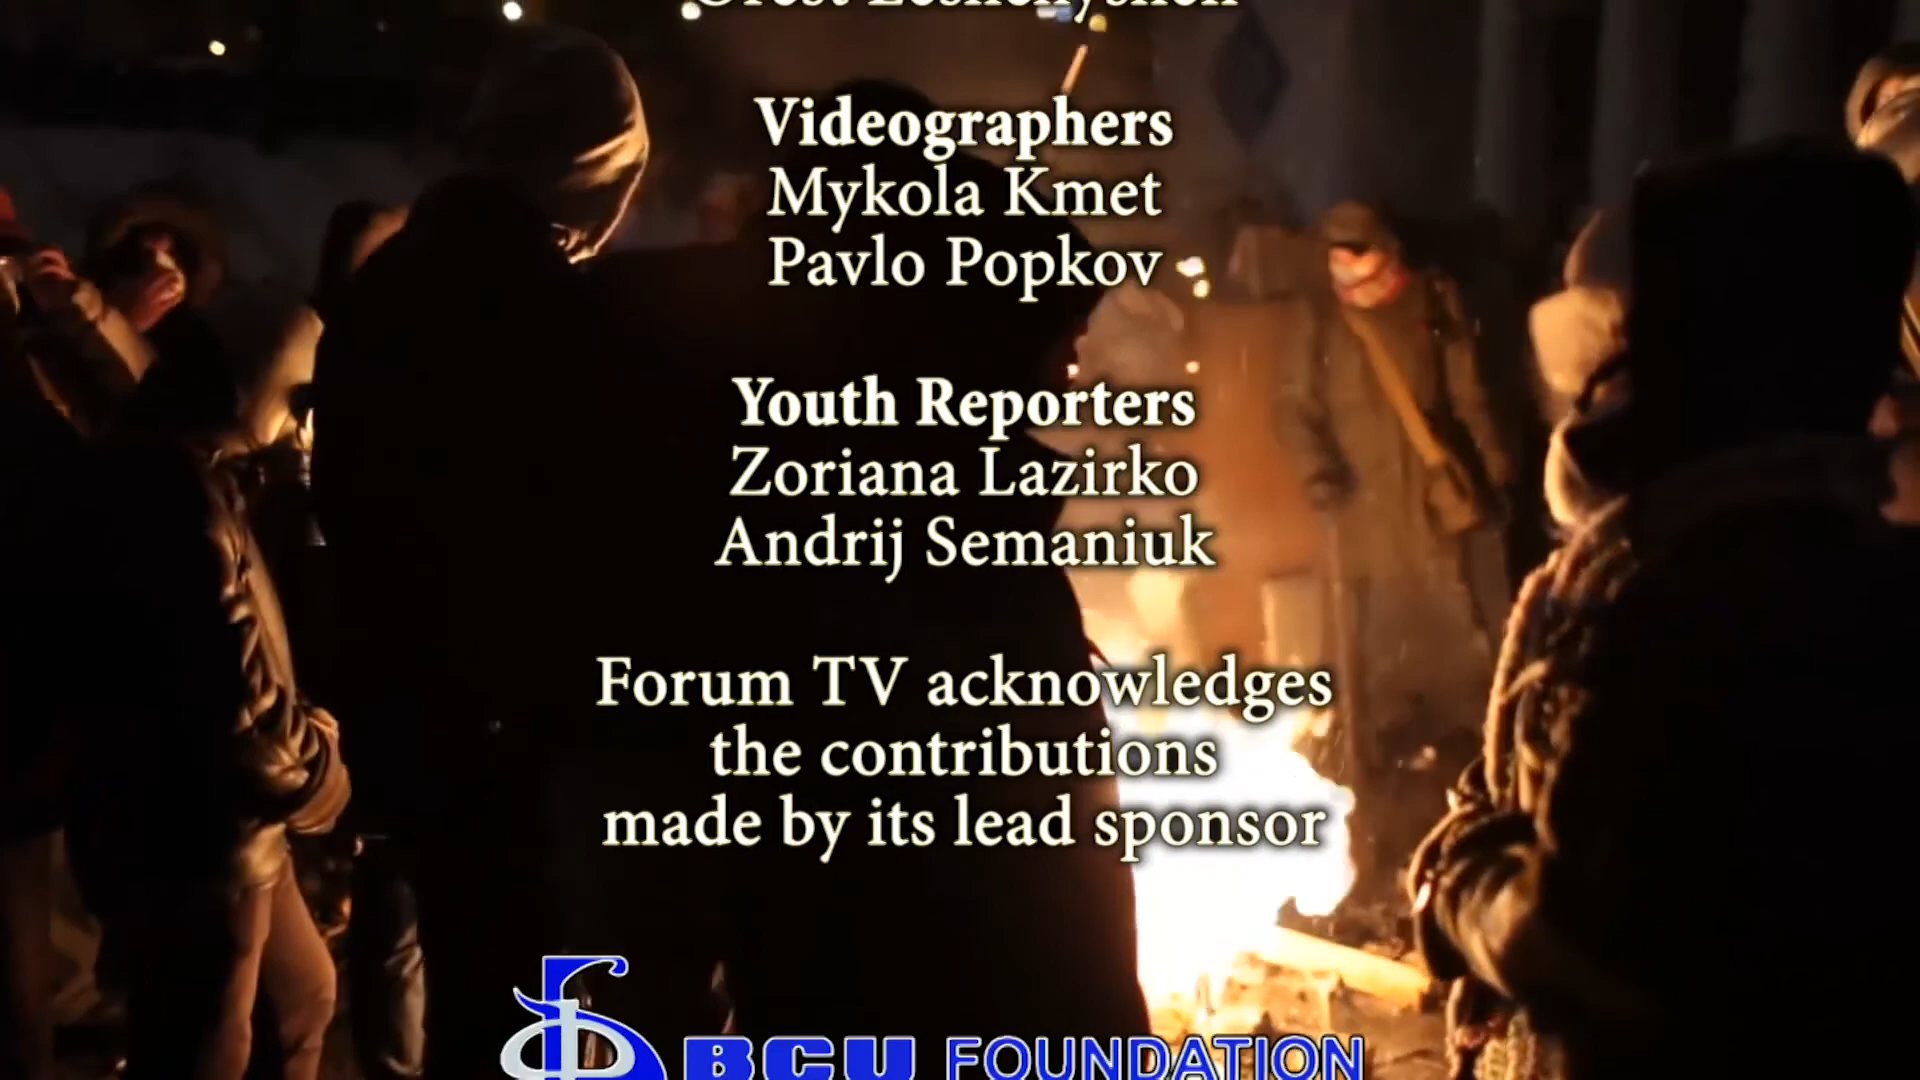 Videographers
Mykola Kmet
Pavlo Popkov
Youth Reporters
Zoriana Lazirko
Andrij Semaniuk
Forum TV acknowledges
the contributions
made by its lead sponsor
BCU FOUNDATION